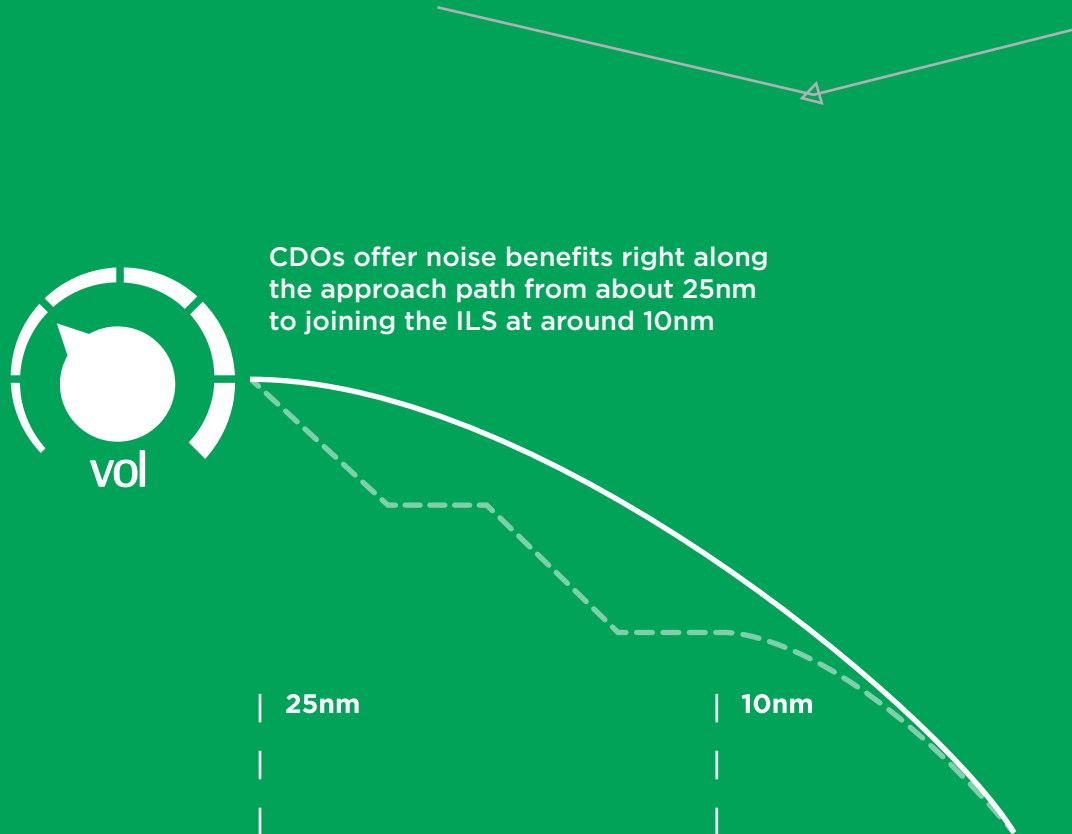 CDOs offer noise benefits right along
the approach path from about 25nm
to joining the ILS at around 10nm
vol
25nm
10nm